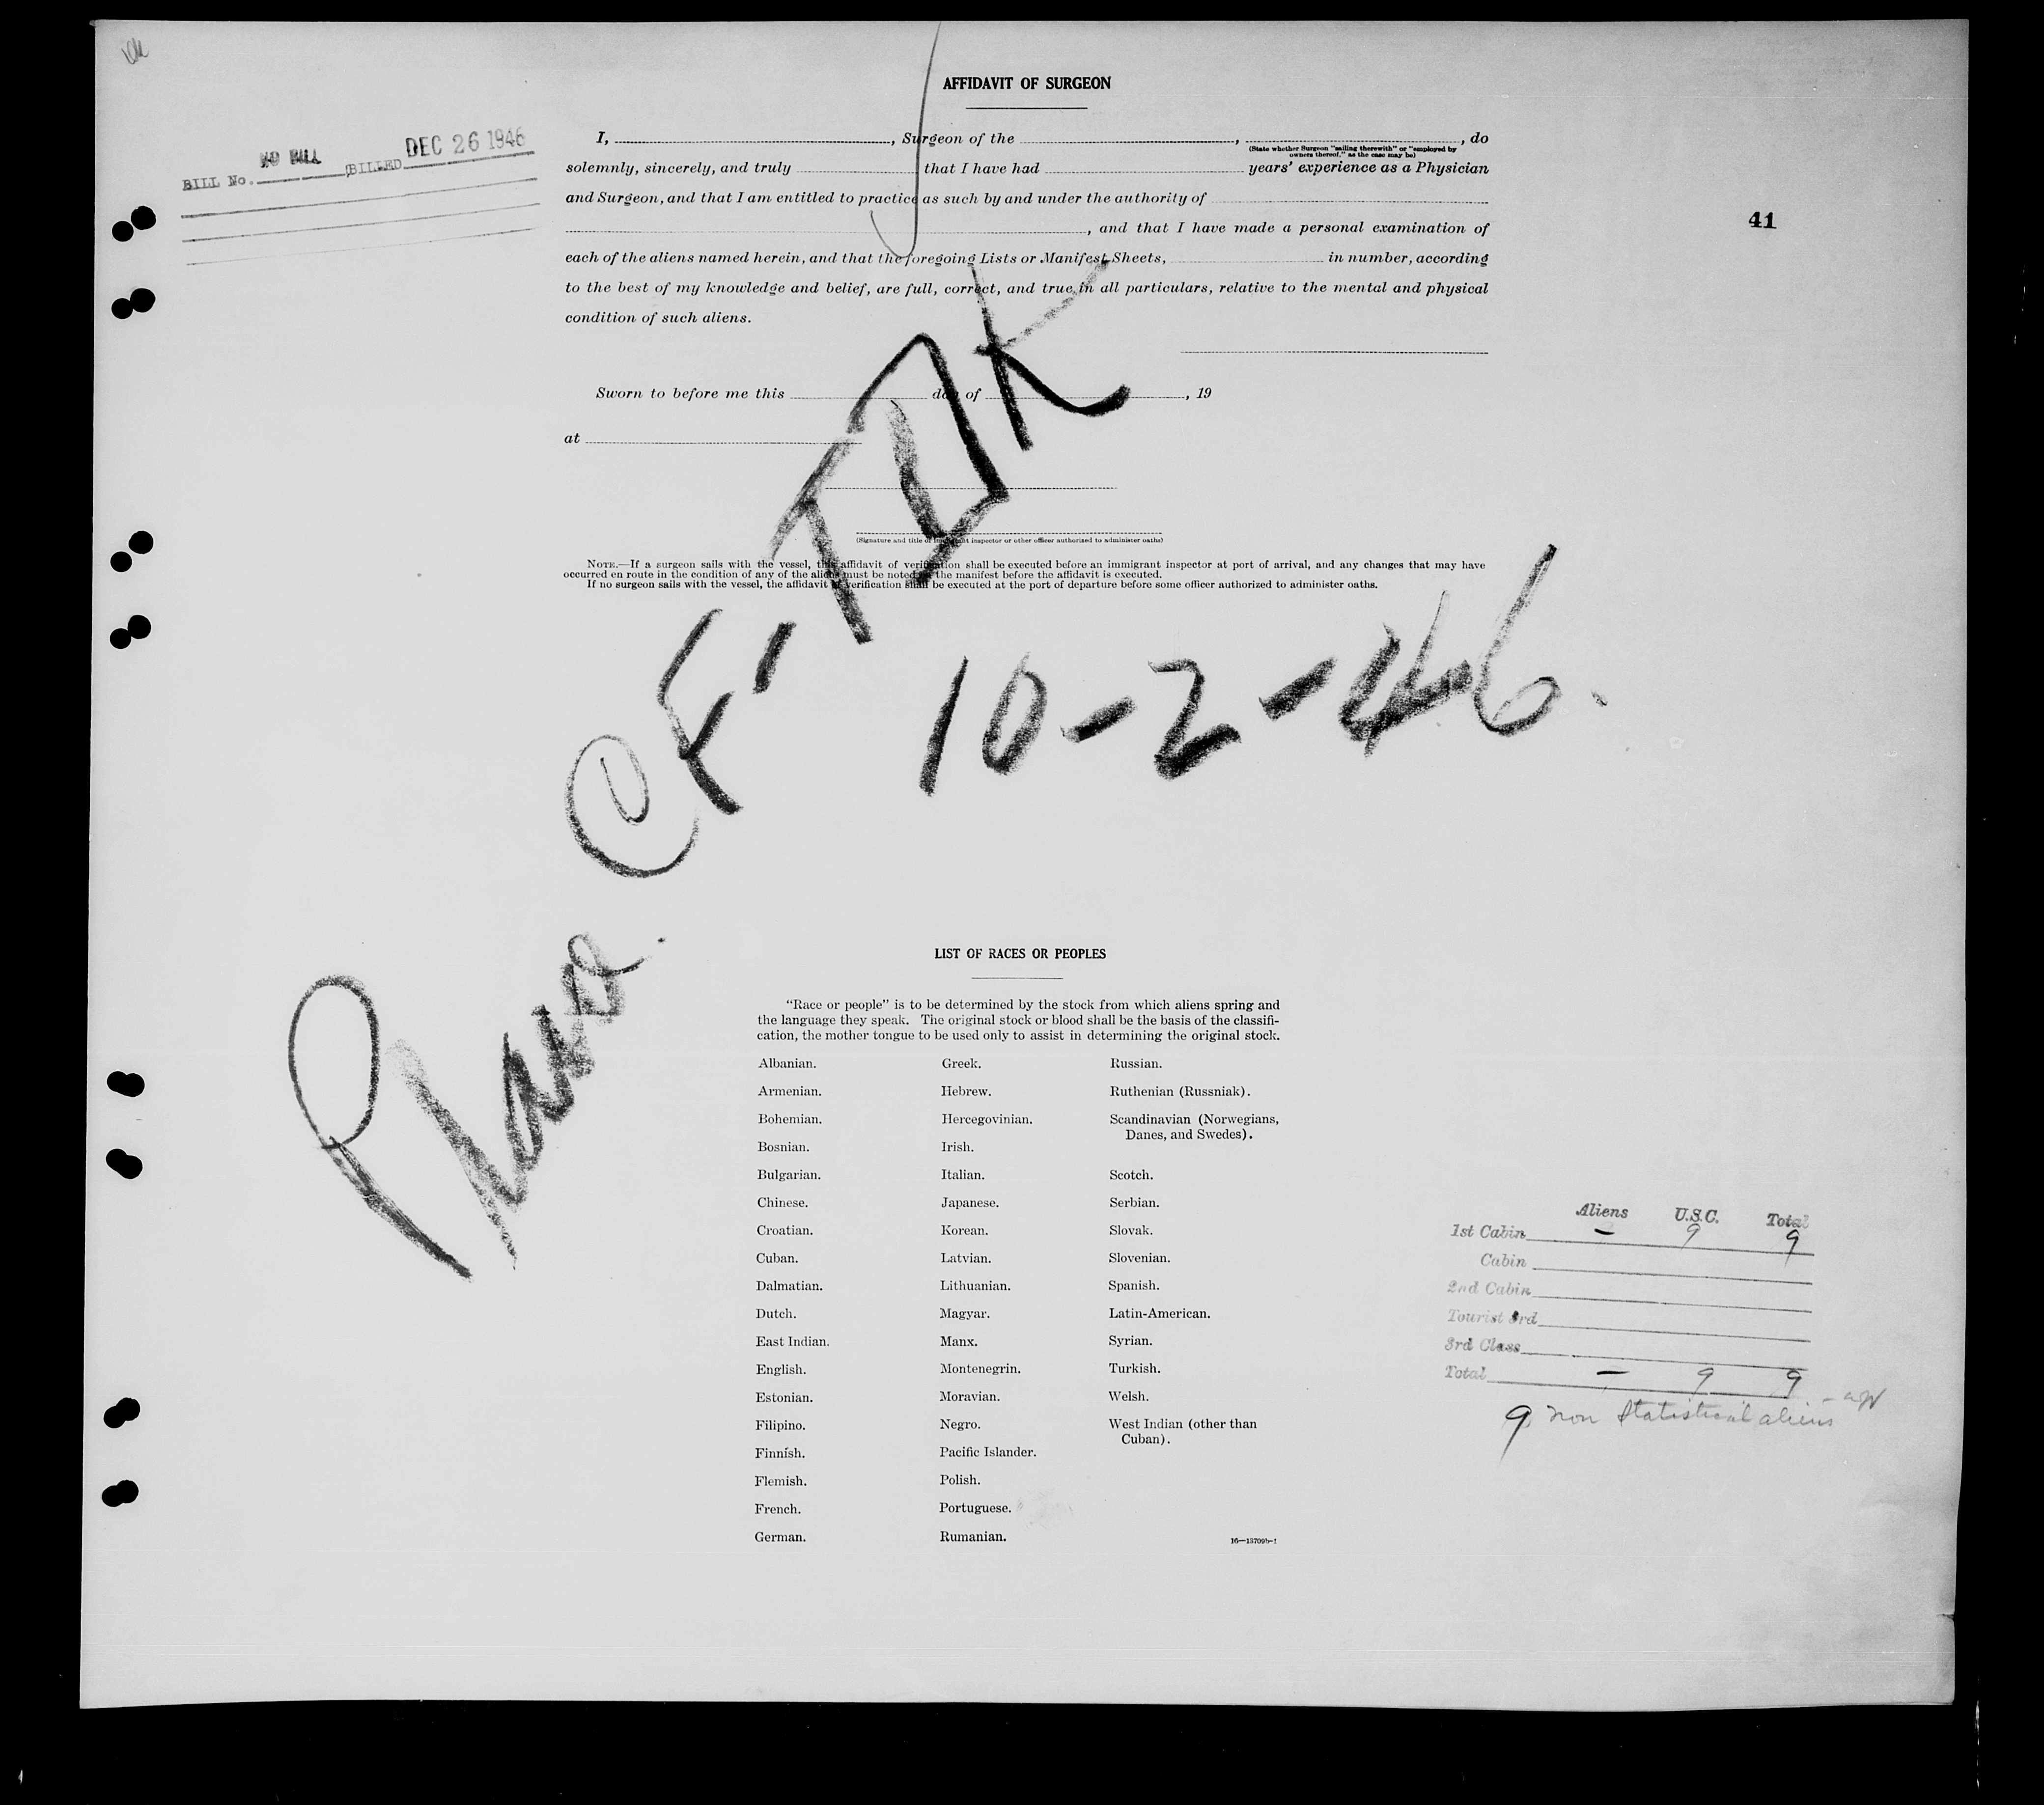 AFFIDAVIT OF SURGEON
I, , Surgeon of the , , do
(State whether Surgeon "sailing therewith" or "employed by
owners thereof," as the case may be)
solemnly, sincerely, and truly that I have had years' experience as a Physician
and Surgeon, and that I am entitled to practice as such by and under the authority of
, and that I have made a personal examination of
each of the aliens named herein, and that the foregoing Lists or Manifest Sheets, in number, according
to the best of my knowledge and belief, are full, correct, and true in all particulars, relative to the mental and physical
condition of such aliens.
NO BILL DEC 26 1946
BILL No. BILLED
41
Sworn to before me this day of , 19
at
(Signature and title of immigrant inspector or other officer authorized to administer oaths)
NOTE.—If a surgeon sails with the vessel, this affidavit of verification shall be executed before an immigrant inspector at port of arrival, and any changes that may have
occurred en route in the condition of any of the aliens must be noted on the manifest before the affidavit is executed.
If no surgeon sails with the vessel, the affidavit of verification shall be executed at the port of departure before some officer authorized to administer oaths.
Plane. CF-
10-2-46.
LIST OF RACES OR PEOPLES
"Race or people" is to be determined by the stock from which aliens spring and
the language they speak. The original stock or blood shall be the basis of the classifi-
cation, the mother tongue to be used only to assist in determining the original stock.
Albanian.
Armenian.
Bohemian.
Bosnian.
Bulgarian.
Chinese.
Croatian.
Cuban.
Dalmatian.
Dutch.
East Indian.
English.
Estonian.
Filipino.
Finnish.
Flemish.
French.
German.
Greek.
Hebrew.
Hercegovinian.
Irish.
Italian.
Japanese.
Korean.
Latvian.
Lithuanian.
Magyar.
Manx.
Montenegrin.
Moravian.
Negro.
Pacific Islander.
Polish.
Portuguese.
Rumanian.
Russian.
Ruthenian (Russniak).
Scandinavian (Norwegians,
Danes, and Swedes).
Scotch.
Serbian.
Slovak.
Slovenian.
Spanish.
Latin-American.
Syrian.
Turkish.
Welsh.
West Indian (other than
Cuban).
16—13709b-1
Aliens U.S.C. Total
1st Cabin - 9 9
Cabin
2nd Cabin
Tourist 3rd
3rd Class
Total - 9 9
9 non Statistical aliens